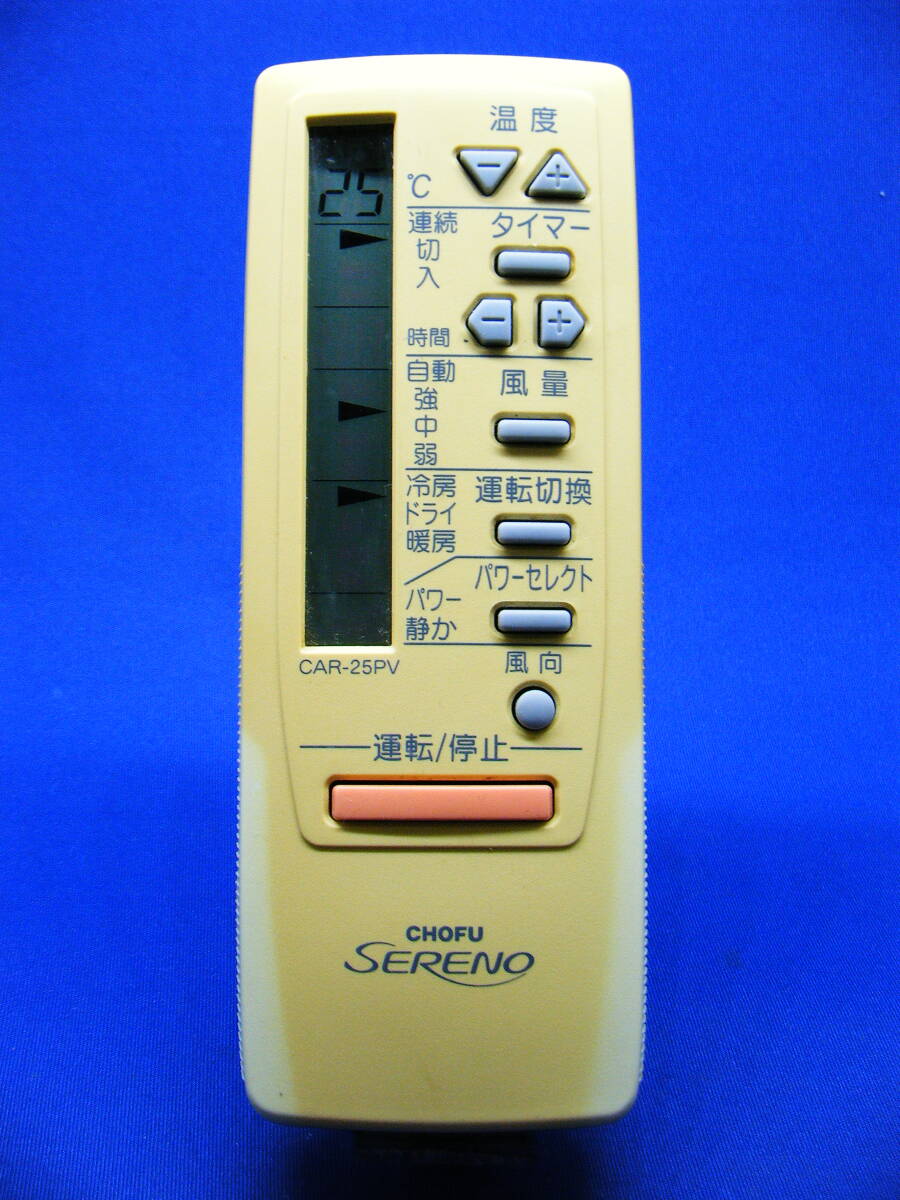 温度
－ ＋
25 ℃
連続 タイマー
切
入
時間 － ＋
自動 風量
強
中
弱
冷房 運転切換
ドライ
暖房
パワーセレクト
パワー
静か
CAR-25PV 風向
運転/停止
CHOFU
SERENO